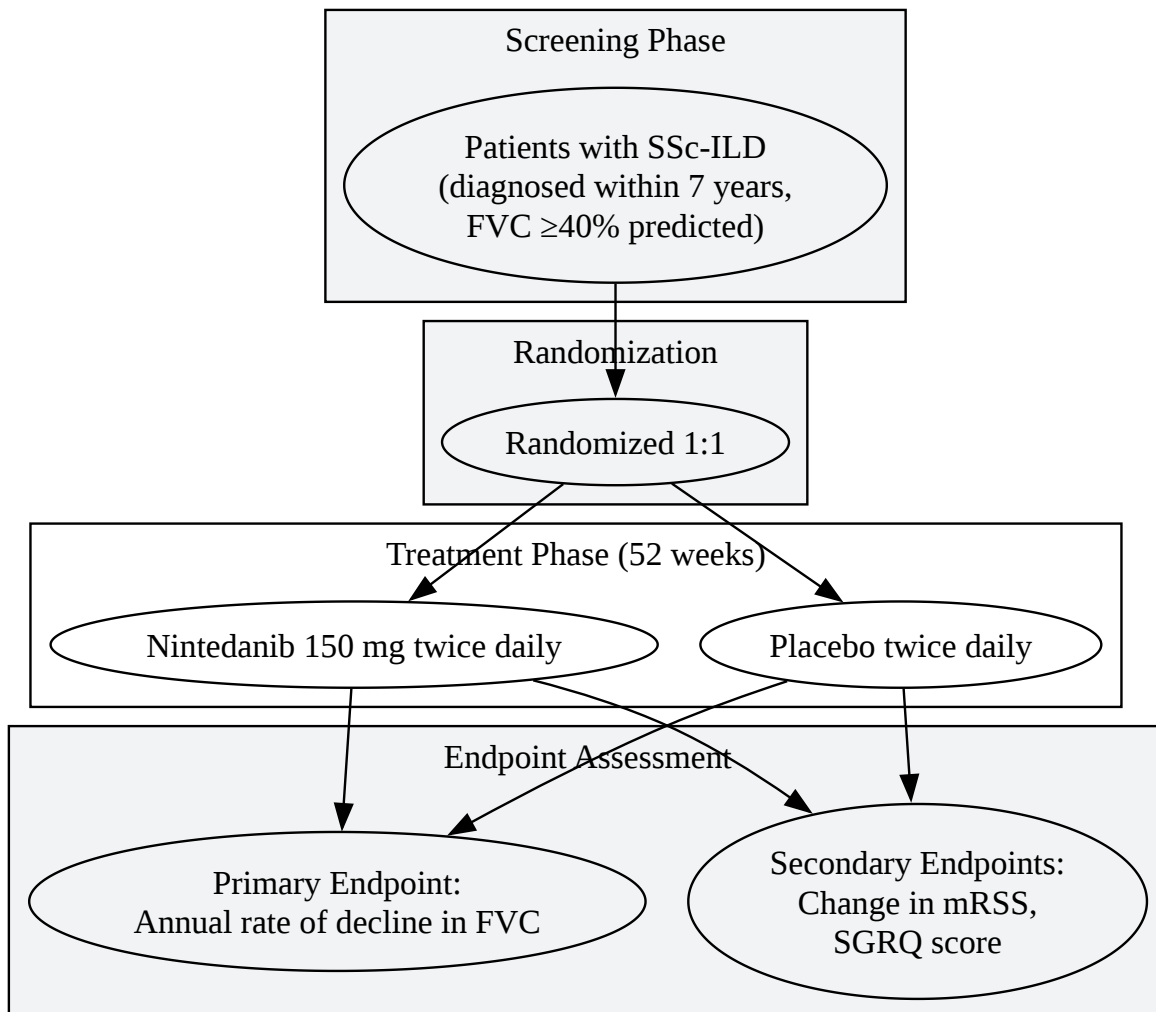 Screening Phase
Patients with SSc-ILD
(diagnosed within 7 years,
FVC ≥40% predicted)
Randomization
Randomized 1:1
Treatment Phase (52 weeks)
Nintedanib 150 mg twice daily
Placebo twice daily
Endpoint Assessment
Primary Endpoint:
Annual rate of decline in FVC
Secondary Endpoints:
Change in mRSS,
SGRQ score